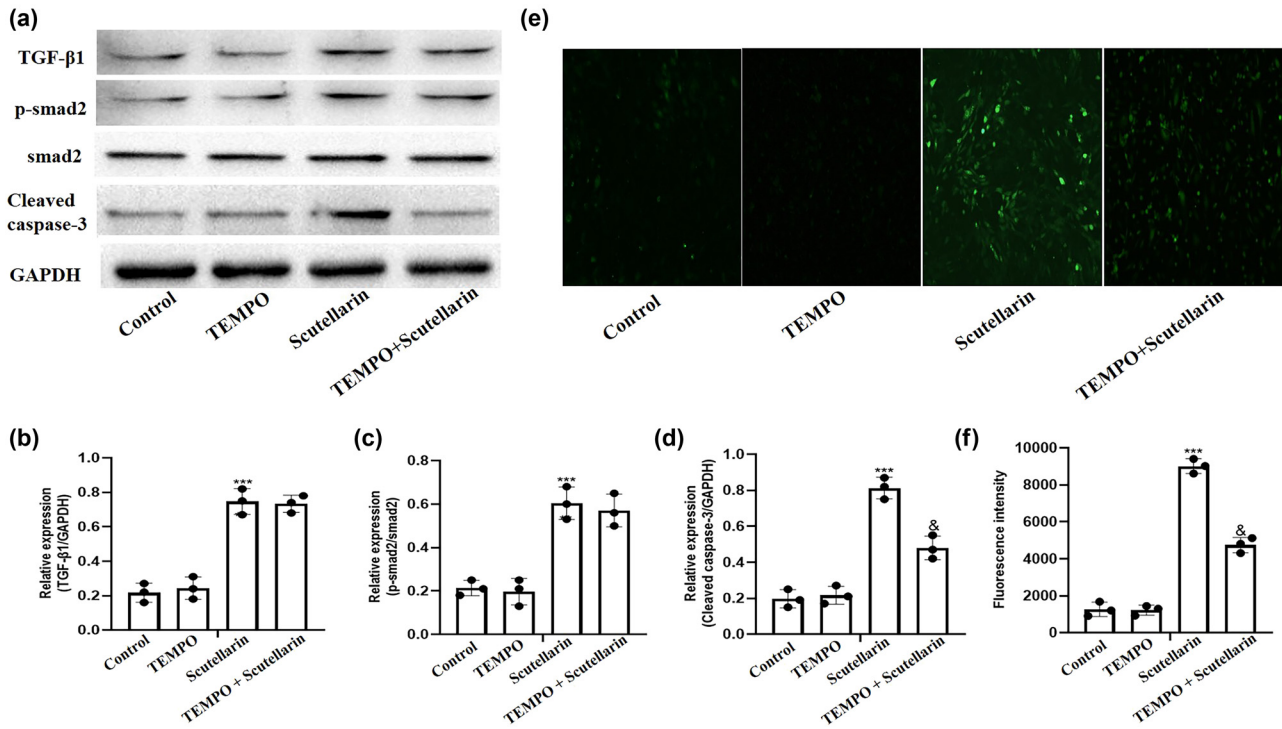 (a)
TGF-β1
p-smad2
smad2
Cleaved
caspase-3
GAPDH
Control
TEMPO
Scutellarin
TEMPO+Scutellarin
(e)
Control
TEMPO
Scutellarin
TEMPO+Scutellarin
(b)
Relative expression
(TGF-β1/GAPDH)
1.0
0.8
0.6
0.4
0.2
0.0
***
Control
TEMPO
Scutellarin
TEMPO + Scutellarin
(c)
Relative expression
(p-smad2/smad2)
0.8
0.6
0.4
0.2
0.0
***
Control
TEMPO
Scutellarin
TEMPO + Scutellarin
(d)
Relative expression
(Cleaved caspase-3/GAPDH)
1.0
0.8
0.6
0.4
0.2
0.0
***
&
Control
TEMPO
Scutellarin
TEMPO + Scutellarin
(f)
Fluorescence intensity
10000
8000
6000
4000
2000
0
***
&
Control
TEMPO
Scutellarin
TEMPO + Scutellarin